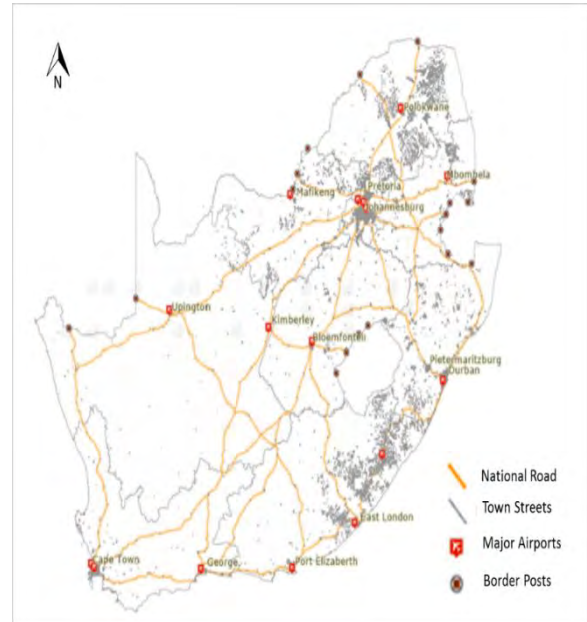 N
Polokwane
Mbombela
Pretoria
Mafikeng
Johannesburg
Upington
Kimberley
Bloemfontein
Pietermaritzburg
Durban
East London
Cape Town
George
Port Elizaberth
National Road
Town Streets
Major Airports
Border Posts